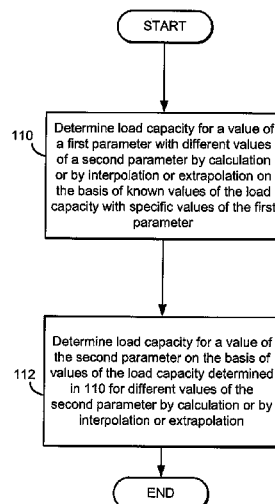 START
110
Determine load capacity for a value of
a first parameter with different values
of a second parameter by calculation
or by interpolation or extrapolation on
the basis of known values of the load
capacity with specific values of the first
parameter
112
Determine load capacity for a value of
the second parameter on the basis of
values of the load capacity determined
in 110 for different values of the
second parameter by calculation or by
interpolation or extrapolation
END